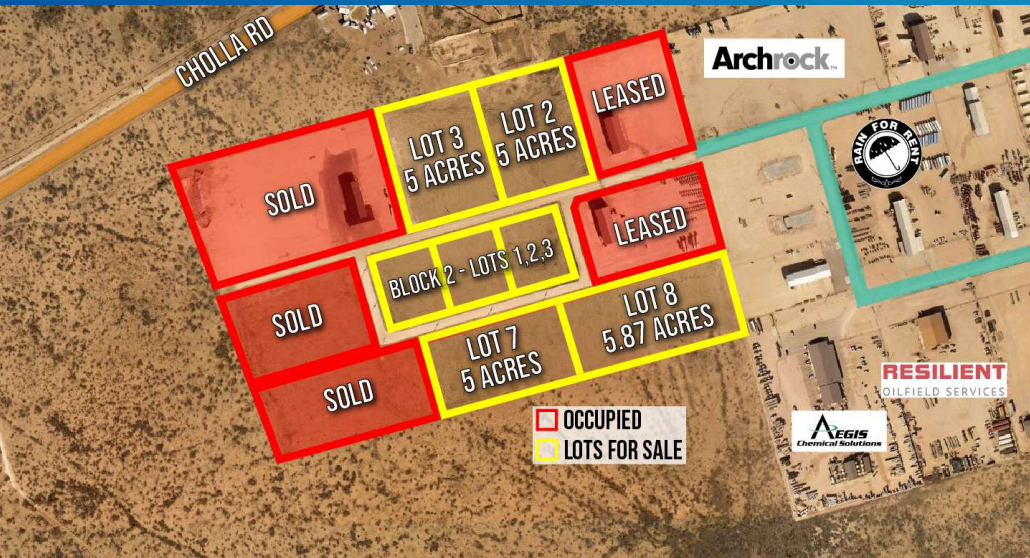 CHOLLA RD
Archrock™
LEASED
LOT 2
5 ACRES
LOT 3
5 ACRES
RAIN FOR RENT
SOLD
LEASED
BLOCK 2 - LOTS 1,2,3
SOLD
LOT 8
5.87 ACRES
LOT 7
5 ACRES
SOLD
RESILIENT
OILFIELD SERVICES
OCCUPIED
LOTS FOR SALE
AEGIS
Chemical Solutions